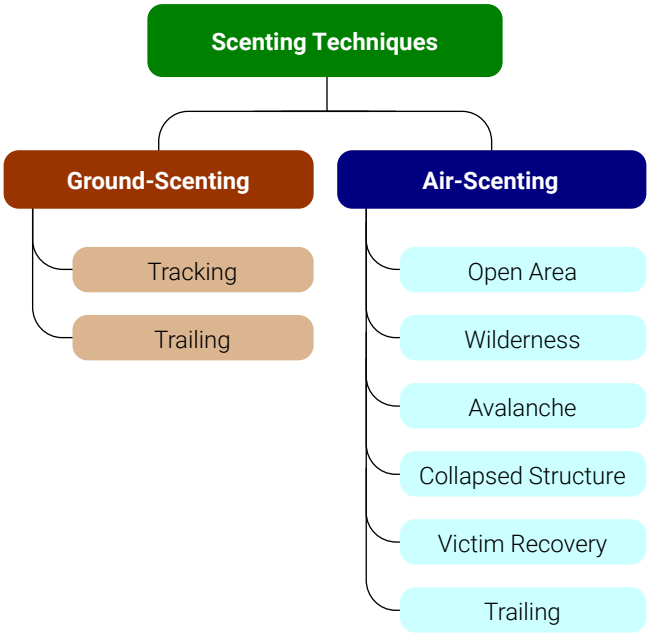 Scenting Techniques
Ground-Scenting
Tracking
Trailing
Air-Scenting
Open Area
Wilderness
Avalanche
Collapsed Structure
Victim Recovery
Trailing